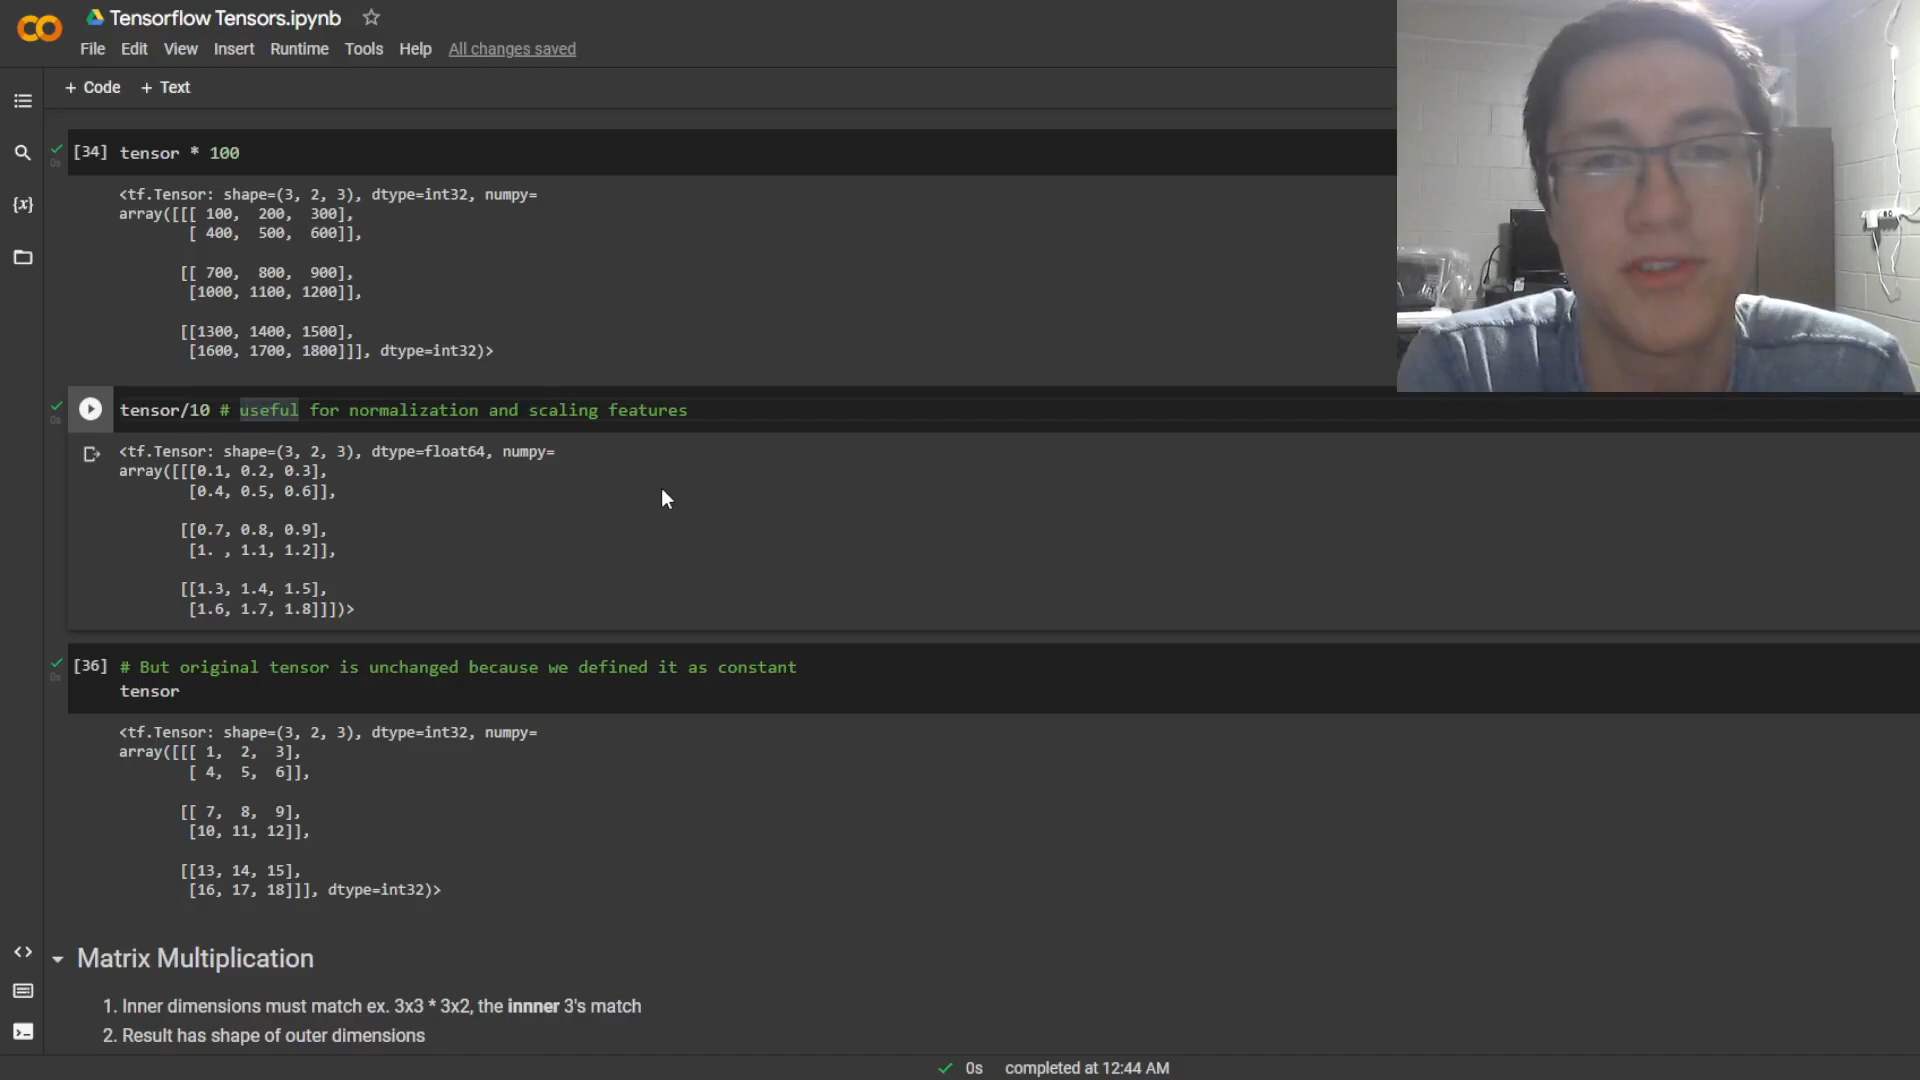 Tensorflow Tensors.ipynb
File Edit View Insert Runtime Tools Help All changes saved
+ Code + Text
[34] tensor * 100
0s
<tf.Tensor: shape=(3, 2, 3), dtype=int32, numpy=
array([[[ 100, 200, 300],
[ 400, 500, 600]],
[[ 700, 800, 900],
[1000, 1100, 1200]],
[[1300, 1400, 1500],
[1600, 1700, 1800]]], dtype=int32)>
tensor/10 # useful for normalization and scaling features
0s
<tf.Tensor: shape=(3, 2, 3), dtype=float64, numpy=
array([[[0.1, 0.2, 0.3],
[0.4, 0.5, 0.6]],
[[0.7, 0.8, 0.9],
[1. , 1.1, 1.2]],
[[1.3, 1.4, 1.5],
[1.6, 1.7, 1.8]]])>
[36] # But original tensor is unchanged because we defined it as constant
0s
tensor
<tf.Tensor: shape=(3, 2, 3), dtype=int32, numpy=
array([[[ 1, 2, 3],
[ 4, 5, 6]],
[[ 7, 8, 9],
[10, 11, 12]],
[[13, 14, 15],
[16, 17, 18]]], dtype=int32)>
Matrix Multiplication
1. Inner dimensions must match ex. 3x3 * 3x2, the innner 3's match
2. Result has shape of outer dimensions
0s completed at 12:44 AM